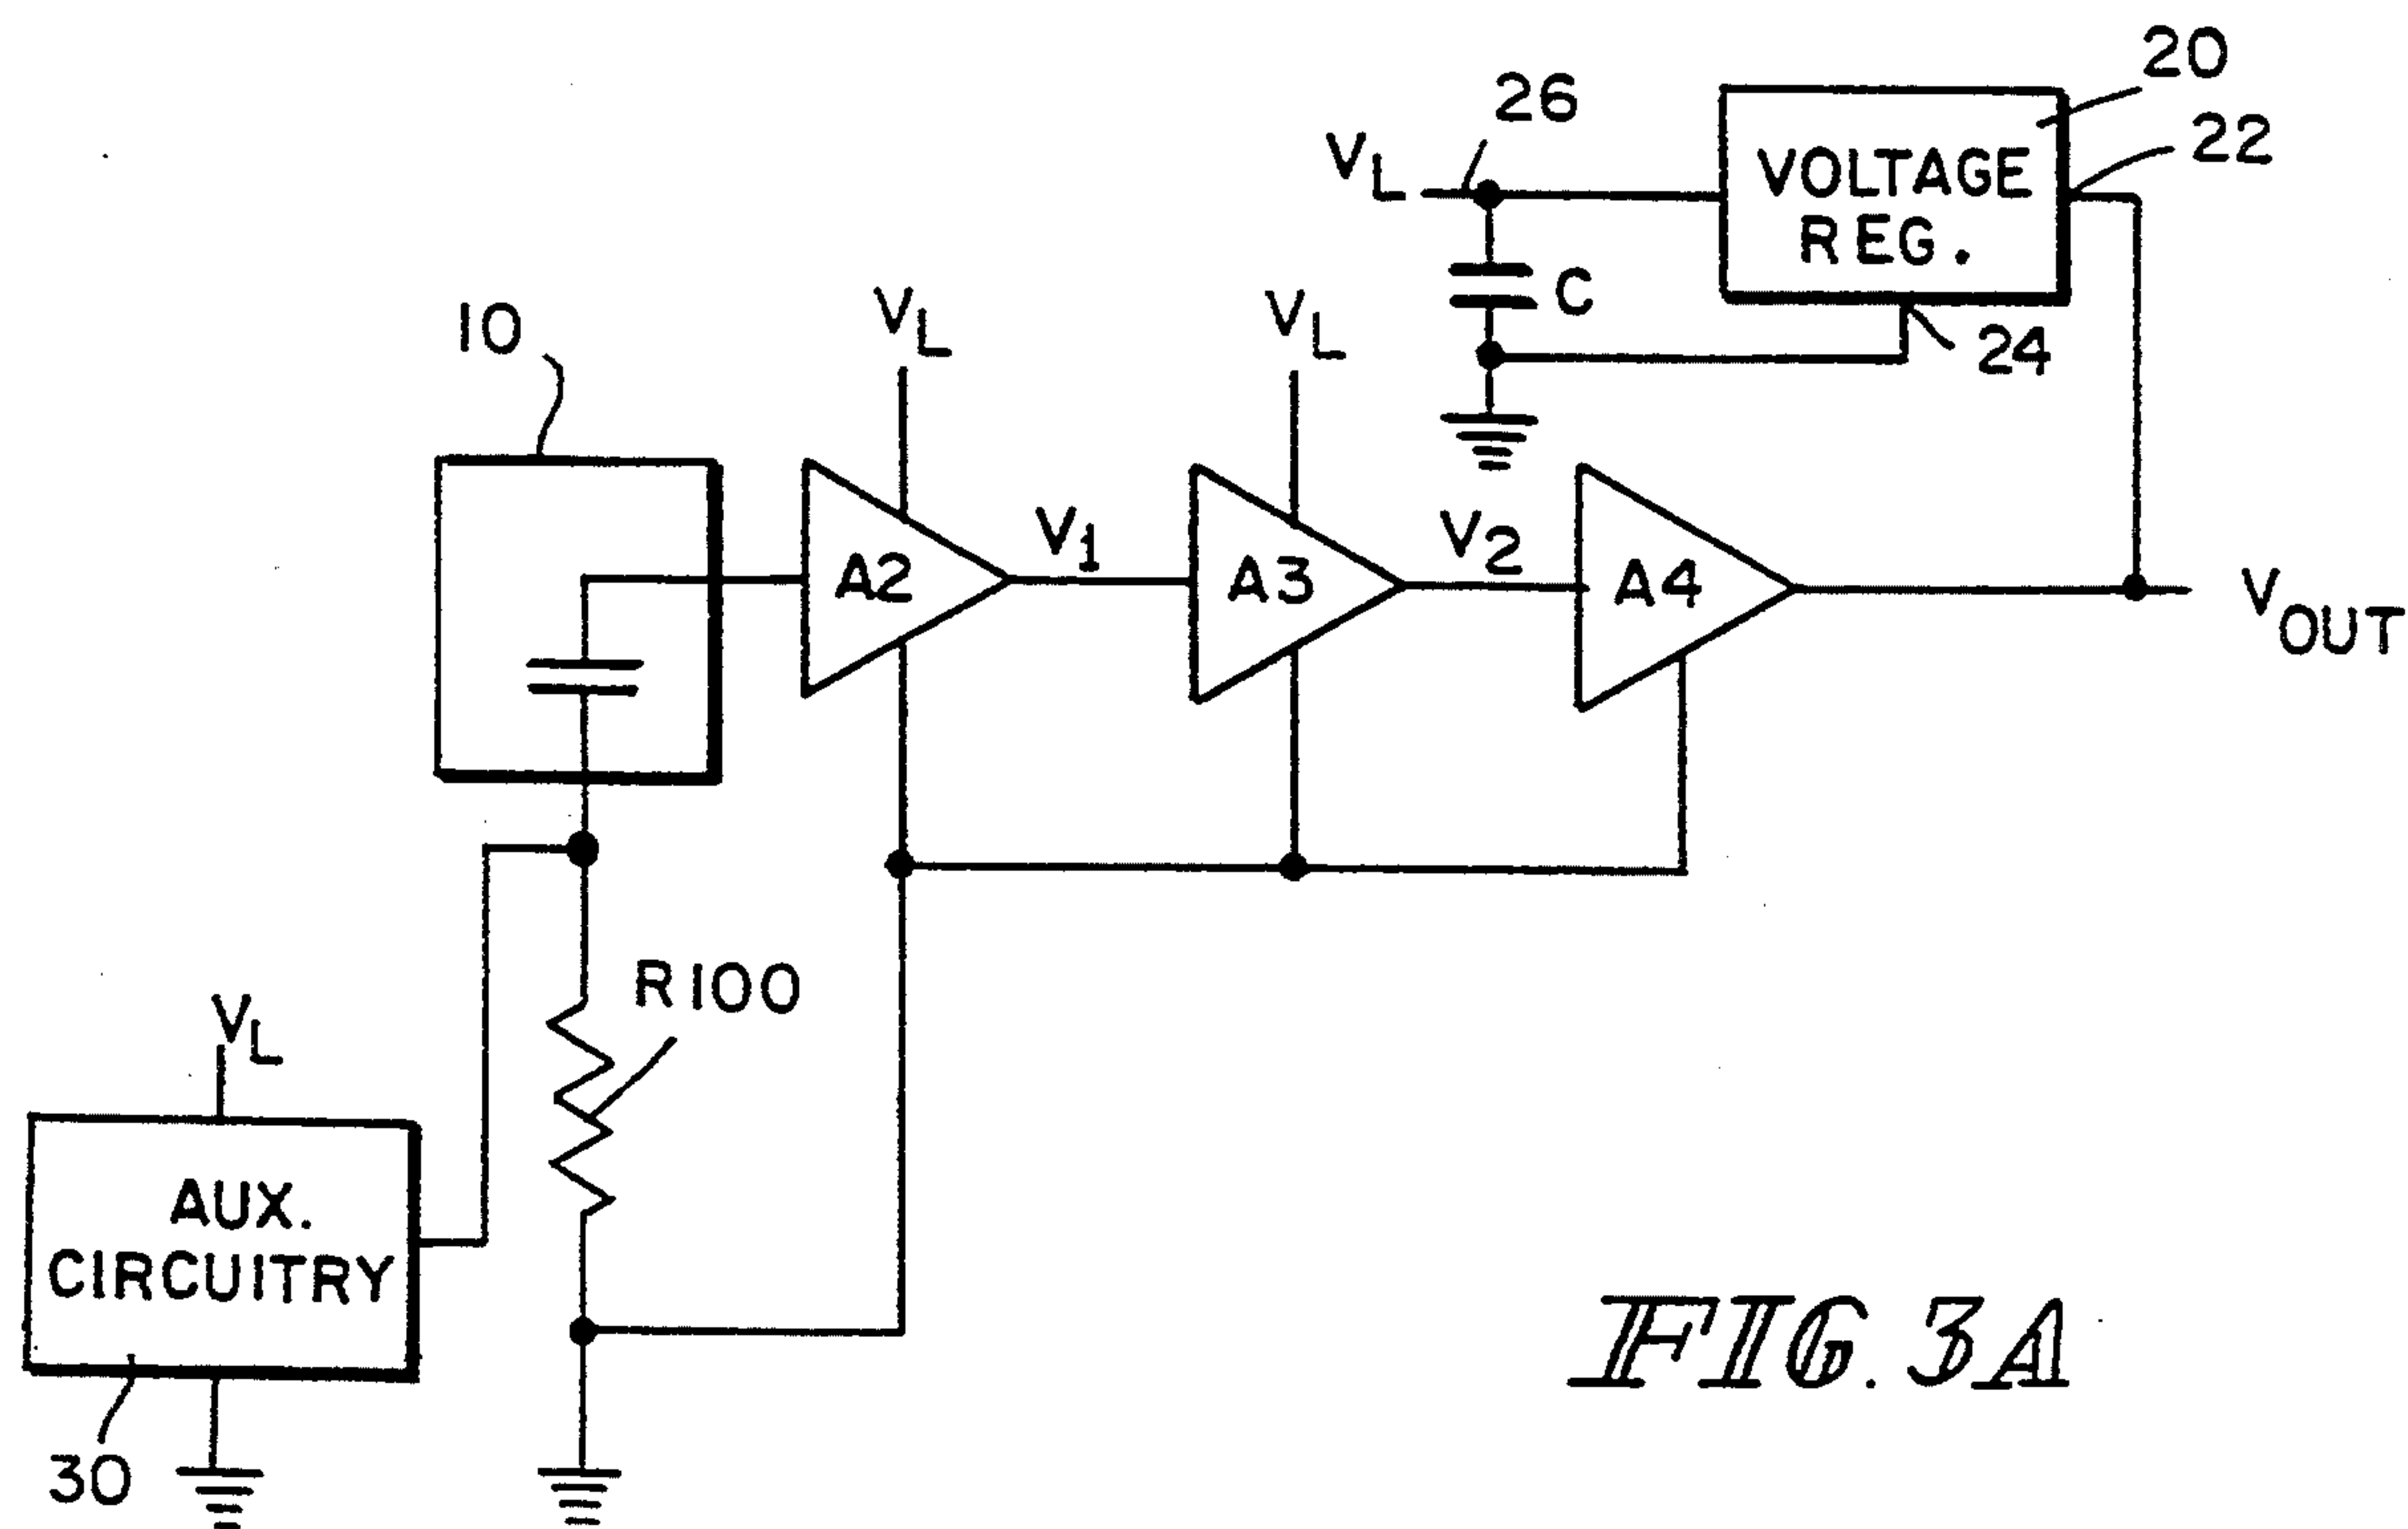 20
26
22
VL
VOLTAGE
REG.
C
10
VL
VL
24
V1
V2
A2
A3
A4
VOUT
R100
VL
AUX.
CIRCUITRY
30
FIG. 3A